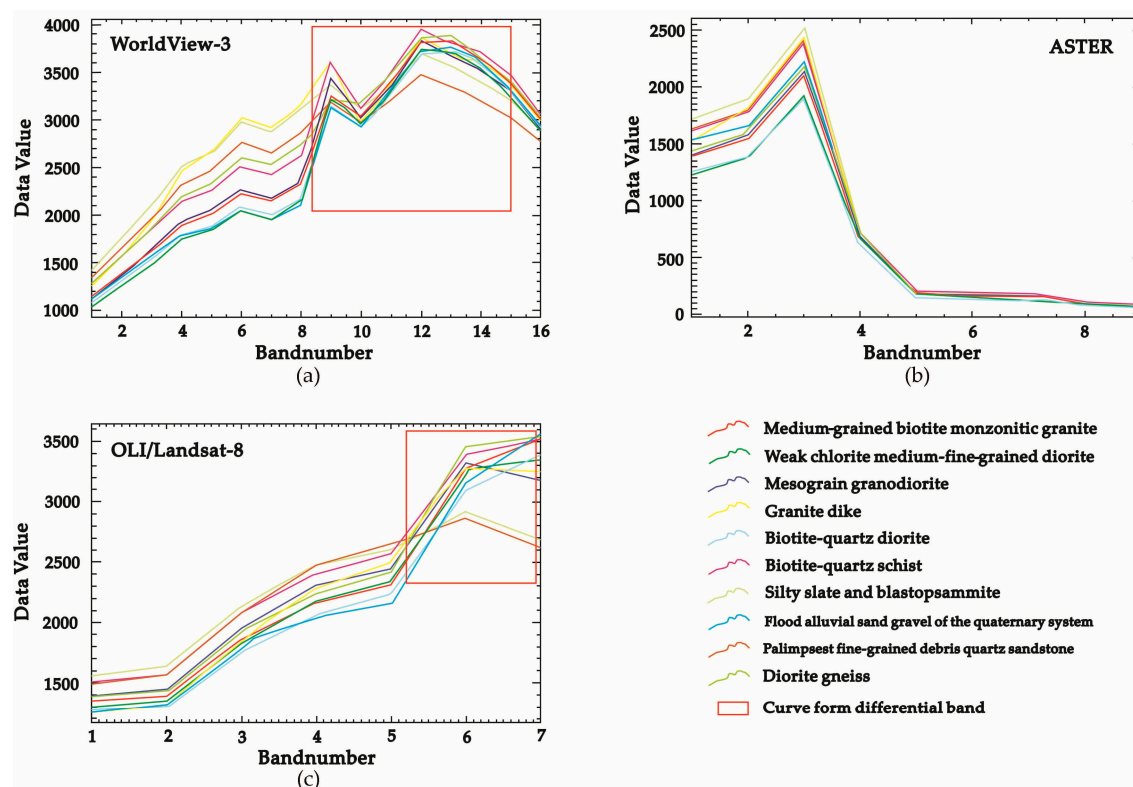 WorldView-3
Data Value
4000
3500
3000
2500
2000
1500
1000
2 4 6 8 10 12 14 16
Bandnumber
(a)
ASTER
Data Value
2500
2000
1500
1000
500
0
2 4 6 8
Bandnumber
(b)
OLI/Landsat-8
Data Value
3500
3000
2500
2000
1500
1 2 3 4 5 6 7
Bandnumber
(c)
Medium-grained biotite monzonitic granite
Weak chlorite medium-fine-grained diorite
Mesograin granodiorite
Granite dike
Biotite-quartz diorite
Biotite-quartz schist
Silty slate and blastopsammite
Flood alluvial sand gravel of the quaternary system
Palimpsest fine-grained debris quartz sandstone
Diorite gneiss
Curve form differential band